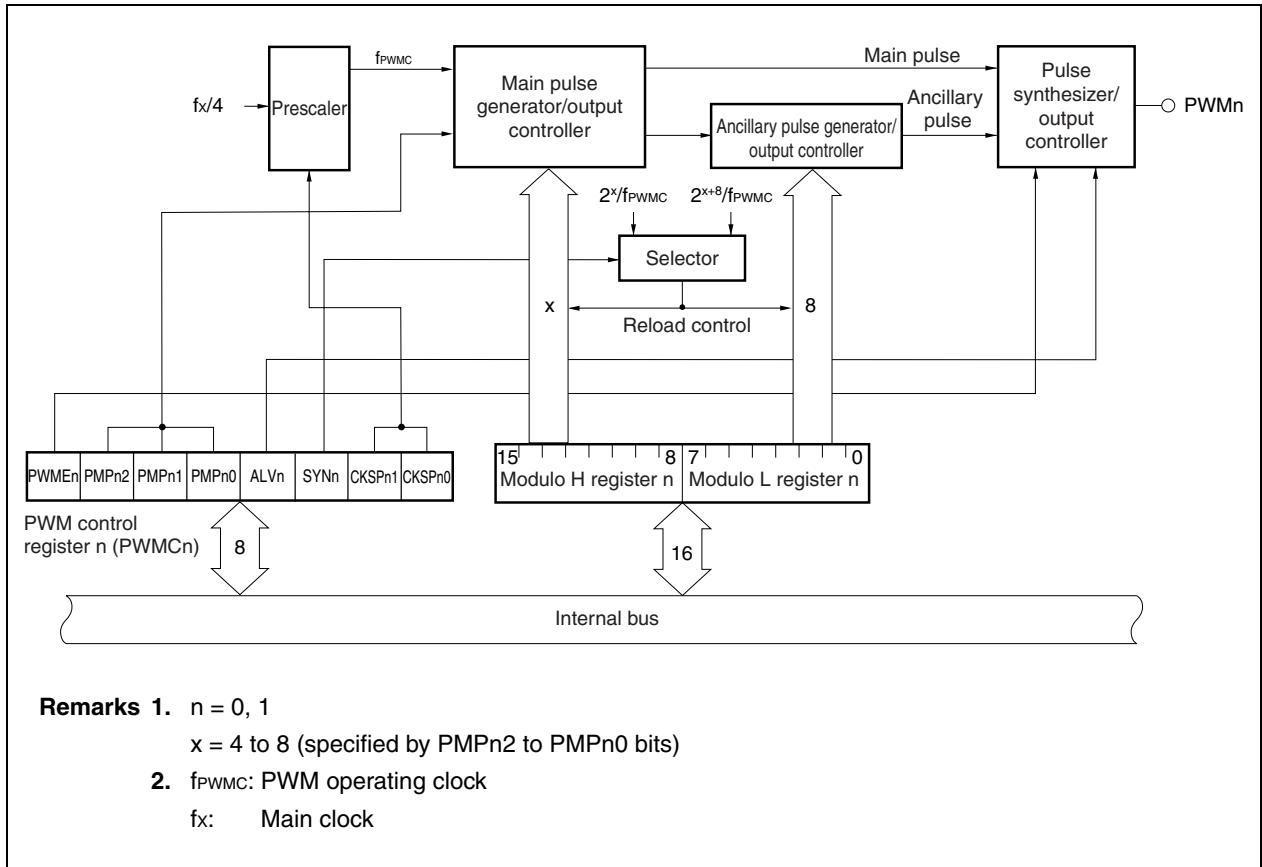 fPWMC
Main pulse
fX/4
Prescaler
Main pulse
generator/output
controller
Pulse
synthesizer/
output
controller
PWMn
Ancillary
pulse
Ancillary pulse generator/
output controller
2^x/fPWMC
2^x+8/fPWMC
Selector
x
8
Reload control
PWMEn
PMPn2
PMPn1
PMPn0
ALVn
SYNn
CKSPn1
CKSPn0
15
8
7
0
Modulo H register n
Modulo L register n
PWM control
register n (PWMCn)
8
16
Internal bus
Remarks 1. n = 0, 1
x = 4 to 8 (specified by PMPn2 to PMPn0 bits)
2. fPWMC: PWM operating clock
fX: Main clock